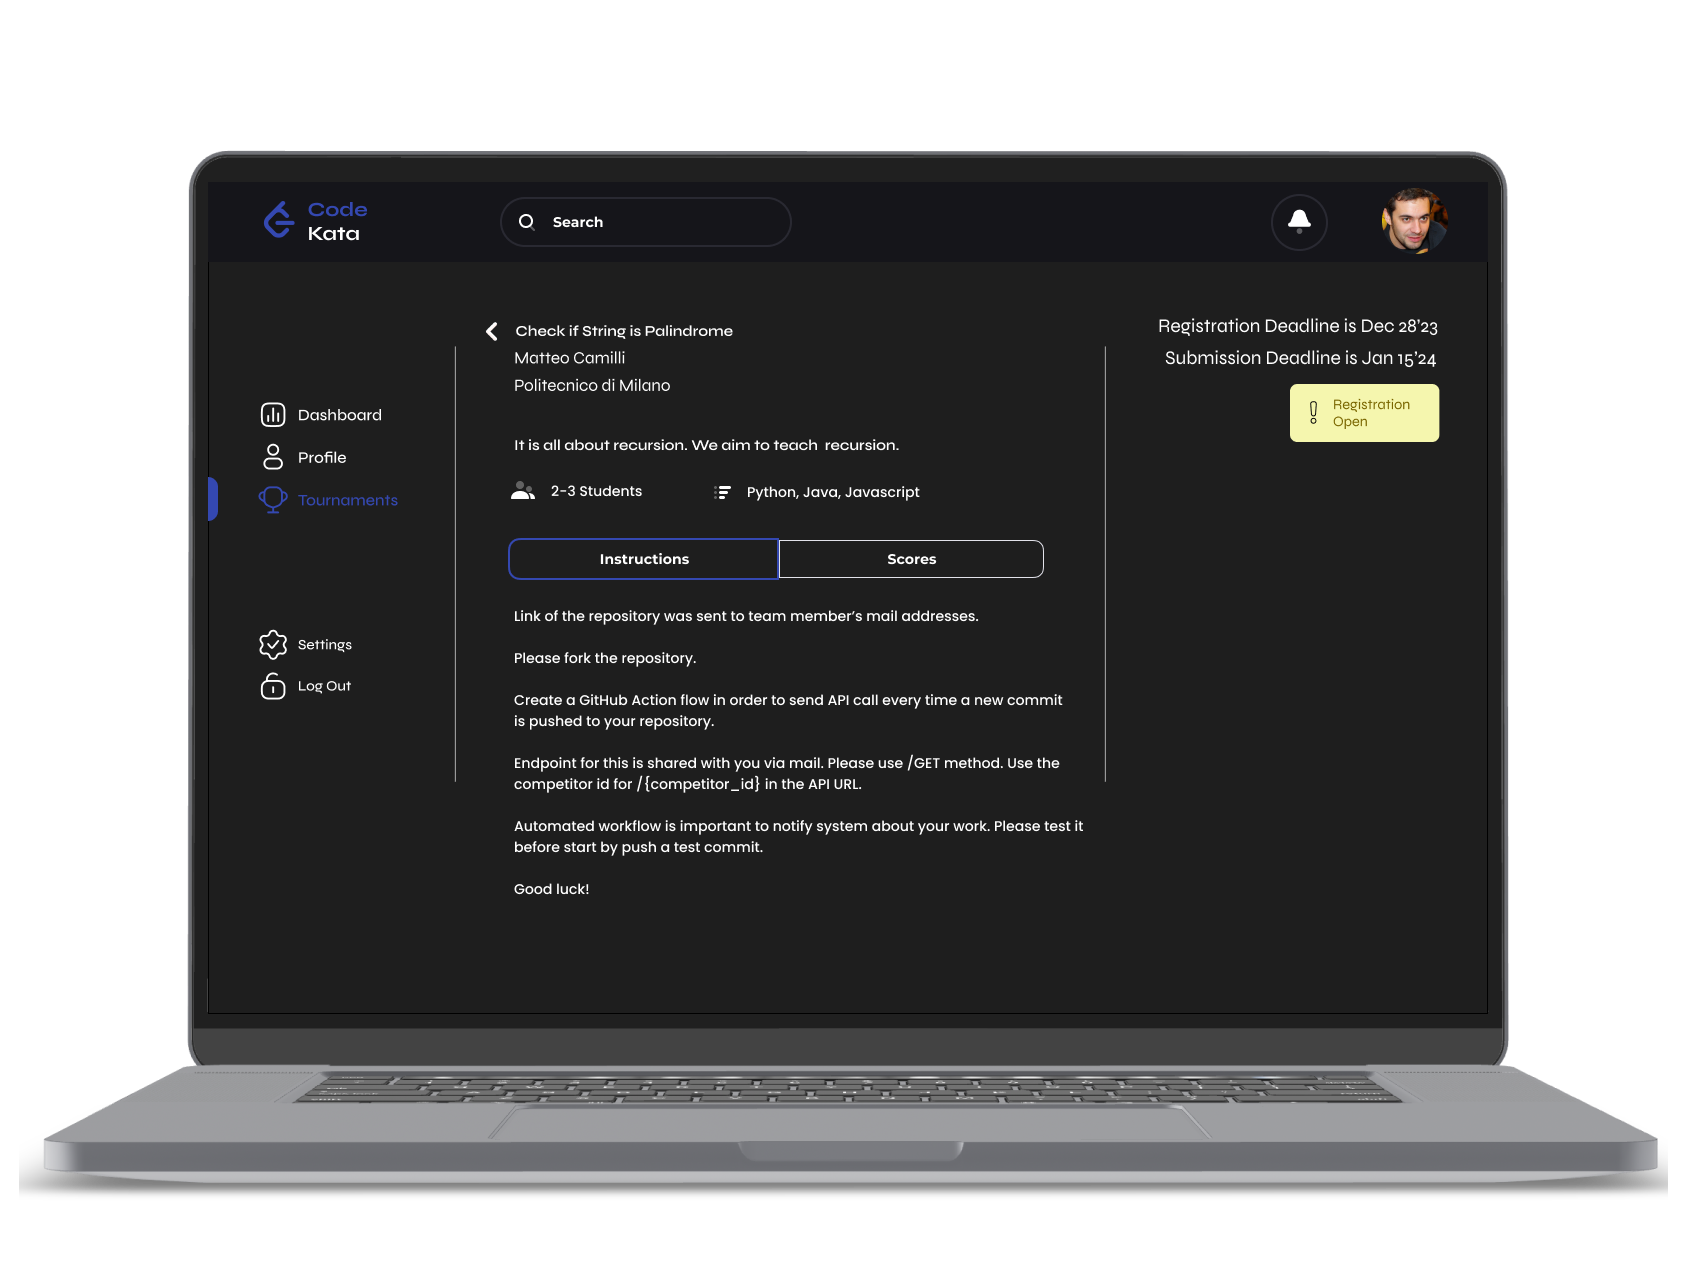 Code
Kata
Search
Check if String is Palindrome
Matteo Camilli
Politecnico di Milano
Registration Deadline is Dec 28'23
Submission Deadline is Jan 15'24
Registration
Open
Dashboard
Profile
Tournaments
Settings
Log Out
It is all about recursion. We aim to teach  recursion.
2-3 Students
Python, Java, Javascript
Instructions
Scores
Link of the repository was sent to team member's mail addresses.
Please fork the repository.
Create a GitHub Action flow in order to send API call every time a new commit
is pushed to your repository.
Endpoint for this is shared with you via mail. Please use /GET method. Use the
competitor id for /{competitor_id} in the API URL.
Automated workflow is important to notify system about your work. Please test it
before start by push a test commit.
Good luck!